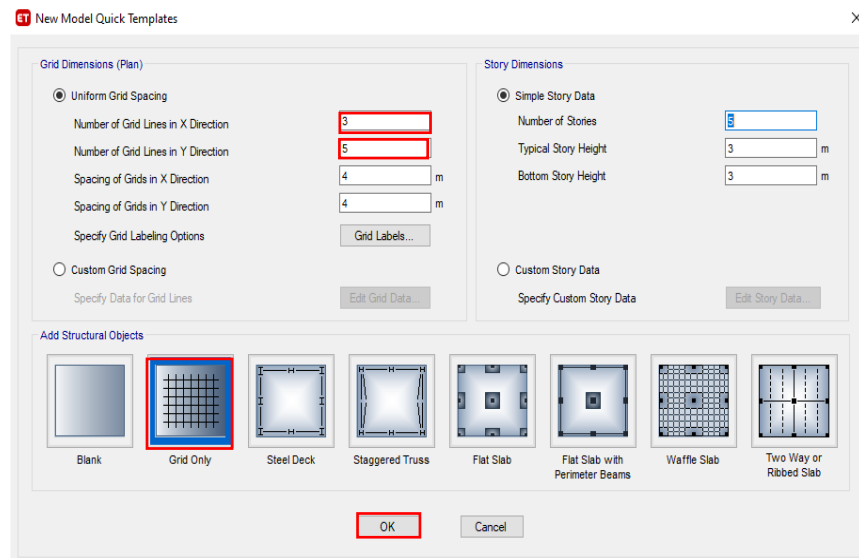 ET New Model Quick Templates
Grid Dimensions (Plan)
Uniform Grid Spacing
Number of Grid Lines in X Direction 3
Number of Grid Lines in Y Direction 5
Spacing of Grids in X Direction 4 m
Spacing of Grids in Y Direction 4 m
Specify Grid Labeling Options Grid Labels...
Custom Grid Spacing
Specify Data for Grid Lines Edit Grid Data...
Story Dimensions
Simple Story Data
Number of Stories 5
Typical Story Height 3 m
Bottom Story Height 3 m
Custom Story Data
Specify Custom Story Data Edit Story Data...
Add Structural Objects
Blank
Grid Only
Steel Deck
Staggered Truss
Flat Slab
Flat Slab with
Perimeter Beams
Waffle Slab
Two Way or
Ribbed Slab
OK Cancel